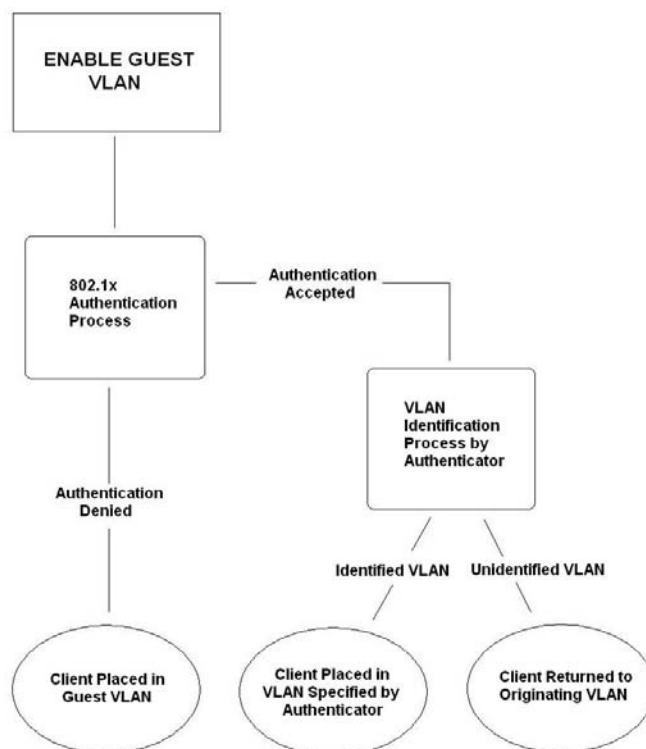 ENABLE GUEST
VLAN
802.1x
Authentication
Process
Authentication
Accepted
VLAN
Identification
Process by
Authenticator
Authentication
Denied
Identified VLAN
Unidentified VLAN
Client Placed in
Guest VLAN
Client Placed in
VLAN Specified by
Authenticator
Client Returned to
Originating VLAN